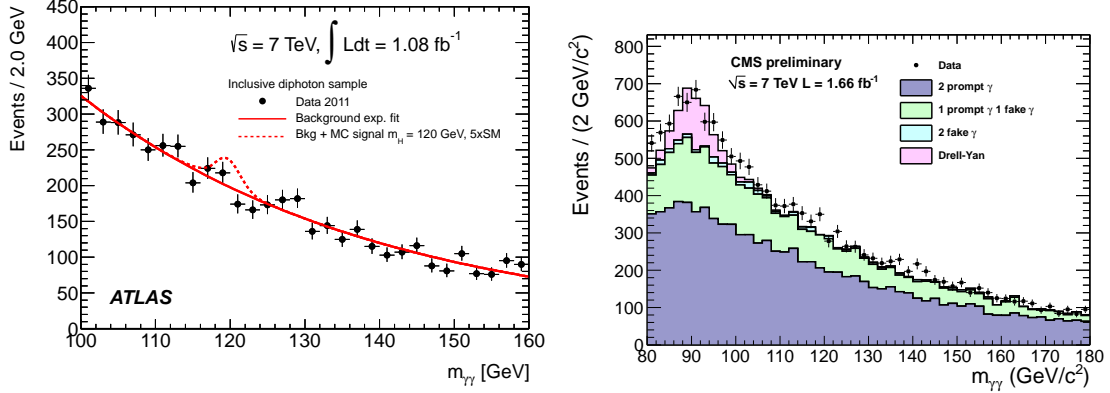 Events / 2.0 GeV
450
400
350
300
250
200
150
100
50
0
√s = 7 TeV, ∫ Ldt = 1.08 fb⁻¹
Inclusive diphoton sample
Data 2011
Background exp. fit
Bkg + MC signal m_H = 120 GeV, 5xSM
ATLAS
100 110 120 130 140 150 160
m_γγ [GeV]
Events / (2 GeV/c²)
800
700
600
500
400
300
200
100
0
CMS preliminary
√s = 7 TeV L = 1.66 fb⁻¹
Data
2 prompt γ
1 prompt γ 1 fake γ
2 fake γ
Drell-Yan
80 90 100 110 120 130 140 150 160 170 180
m_γγ (GeV/c²)